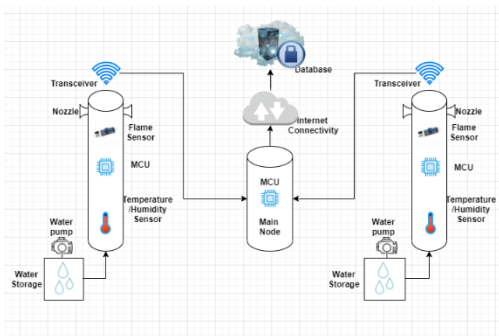 Database
Transceiver
Transceiver
Nozzle
Nozzle
Flame
Sensor
Internet
Connectivity
Flame
Sensor
MCU
MCU
MCU
Main
Node
Temperature
/Humidity
Sensor
Temperature
/Humidity
Sensor
Water
pump
Water
pump
Water
Storage
Water
Storage